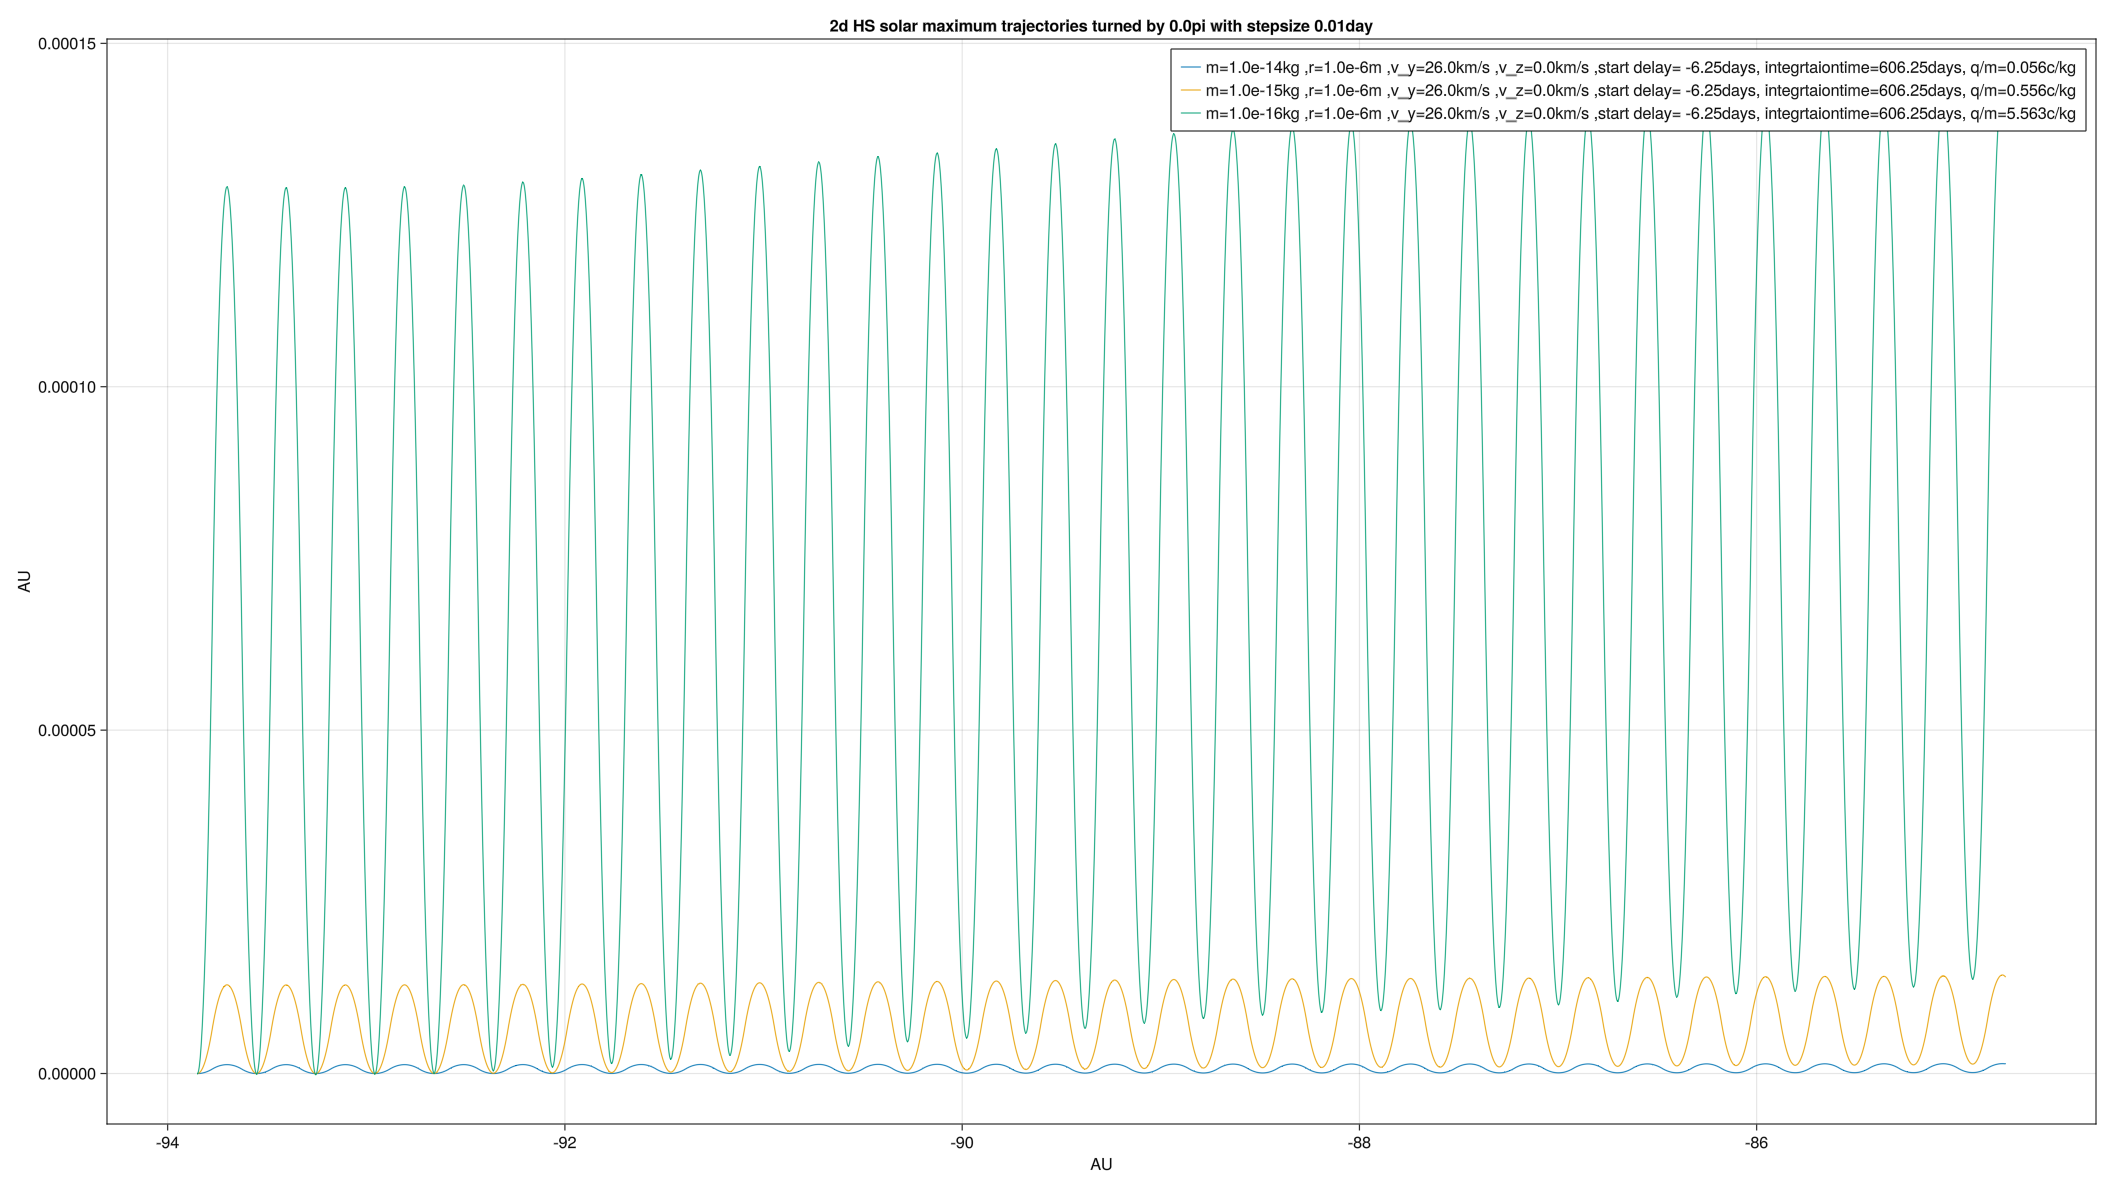 2d HS solar maximum trajectories turned by 0.0pi with stepsize 0.01day
0.00015
m=1.0e-14kg ,r=1.0e-6m ,v_y=26.0km/s ,v_z=0.0km/s ,start delay= -6.25days, integrtaiontime=606.25days, q/m=0.056c/kg
m=1.0e-15kg ,r=1.0e-6m ,v_y=26.0km/s ,v_z=0.0km/s ,start delay= -6.25days, integrtaiontime=606.25days, q/m=0.556c/kg
m=1.0e-16kg ,r=1.0e-6m ,v_y=26.0km/s ,v_z=0.0km/s ,start delay= -6.25days, integrtaiontime=606.25days, q/m=5.563c/kg
0.00010
AU
0.00005
0.00000
-94 -92 -90 -88 -86
AU